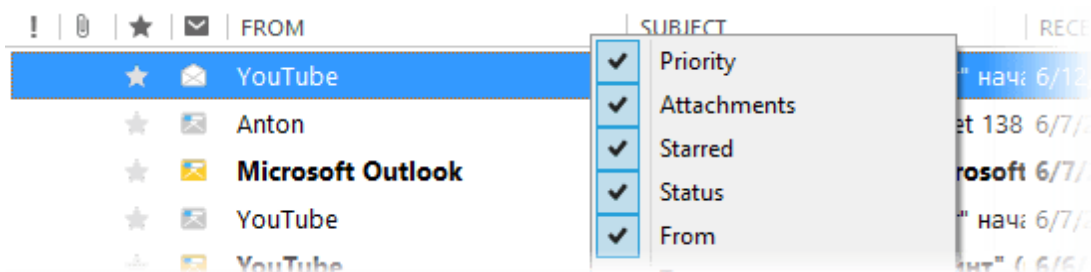 ! FROM SUBJECT RECE
YouTube " нача 6/12
Priority
Attachments
Anton et 138 6/7/
Starred
Microsoft Outlook rosoft 6/7/
Status
YouTube " нача 6/7/
From
YouTube